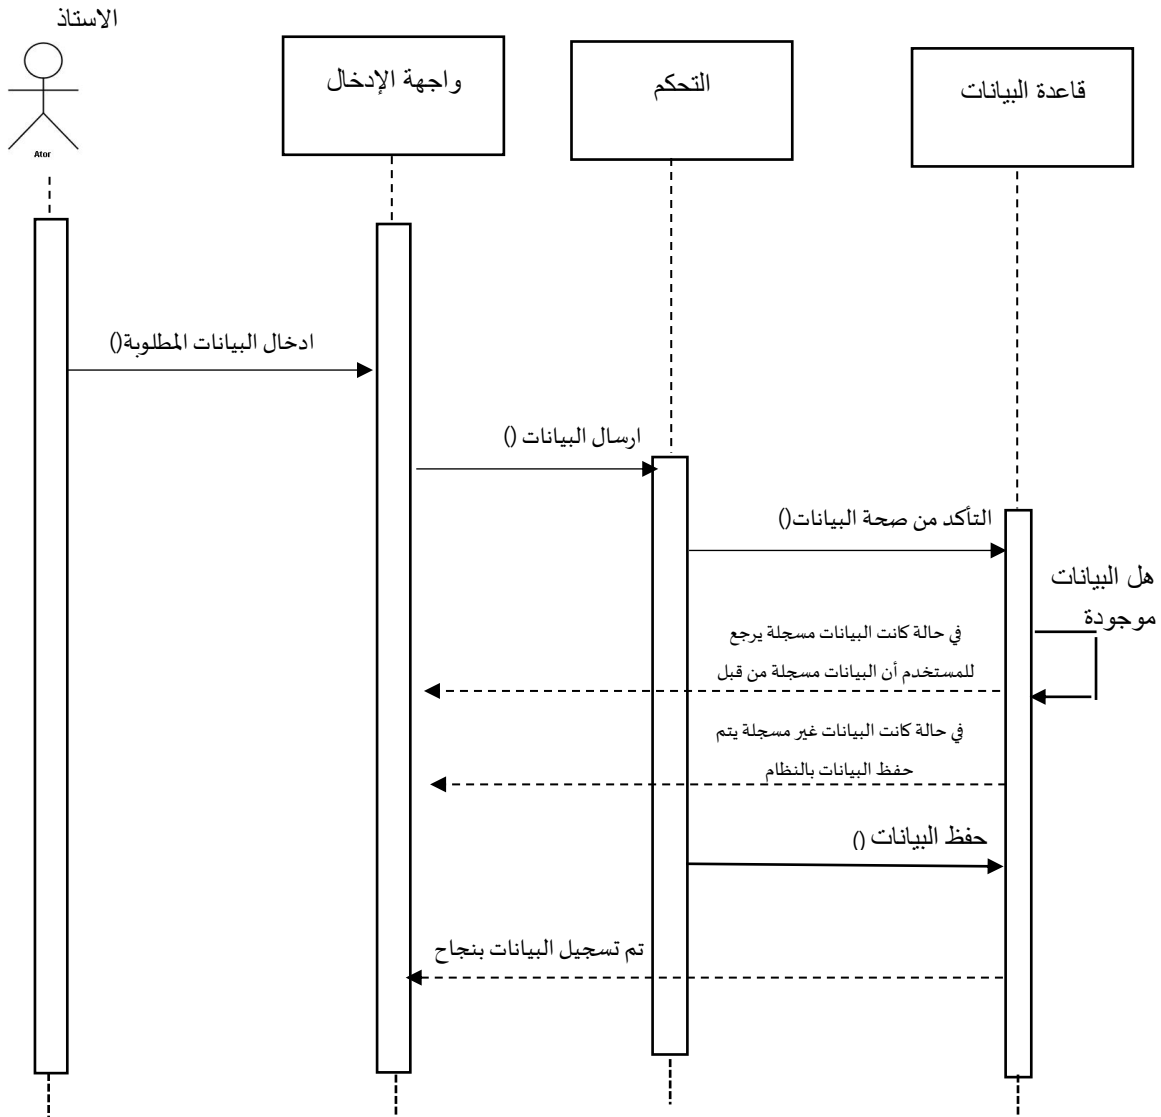 الاستاذ
واجهة الإدخال
التحكم
قاعدة البيانات
Ator
ادخال البيانات المطلوبة()
ارسال البيانات ()
التأكد من صحة البيانات()
هل البيانات
موجودة
في حالة كانت البيانات مسجلة يرجع
للمستخدم أن البيانات مسجلة من قبل
في حالة كانت البيانات غير مسجلة يتم
حفظ البيانات بالنظام
حفظ البيانات ()
تم تسجيل البيانات بنجاح